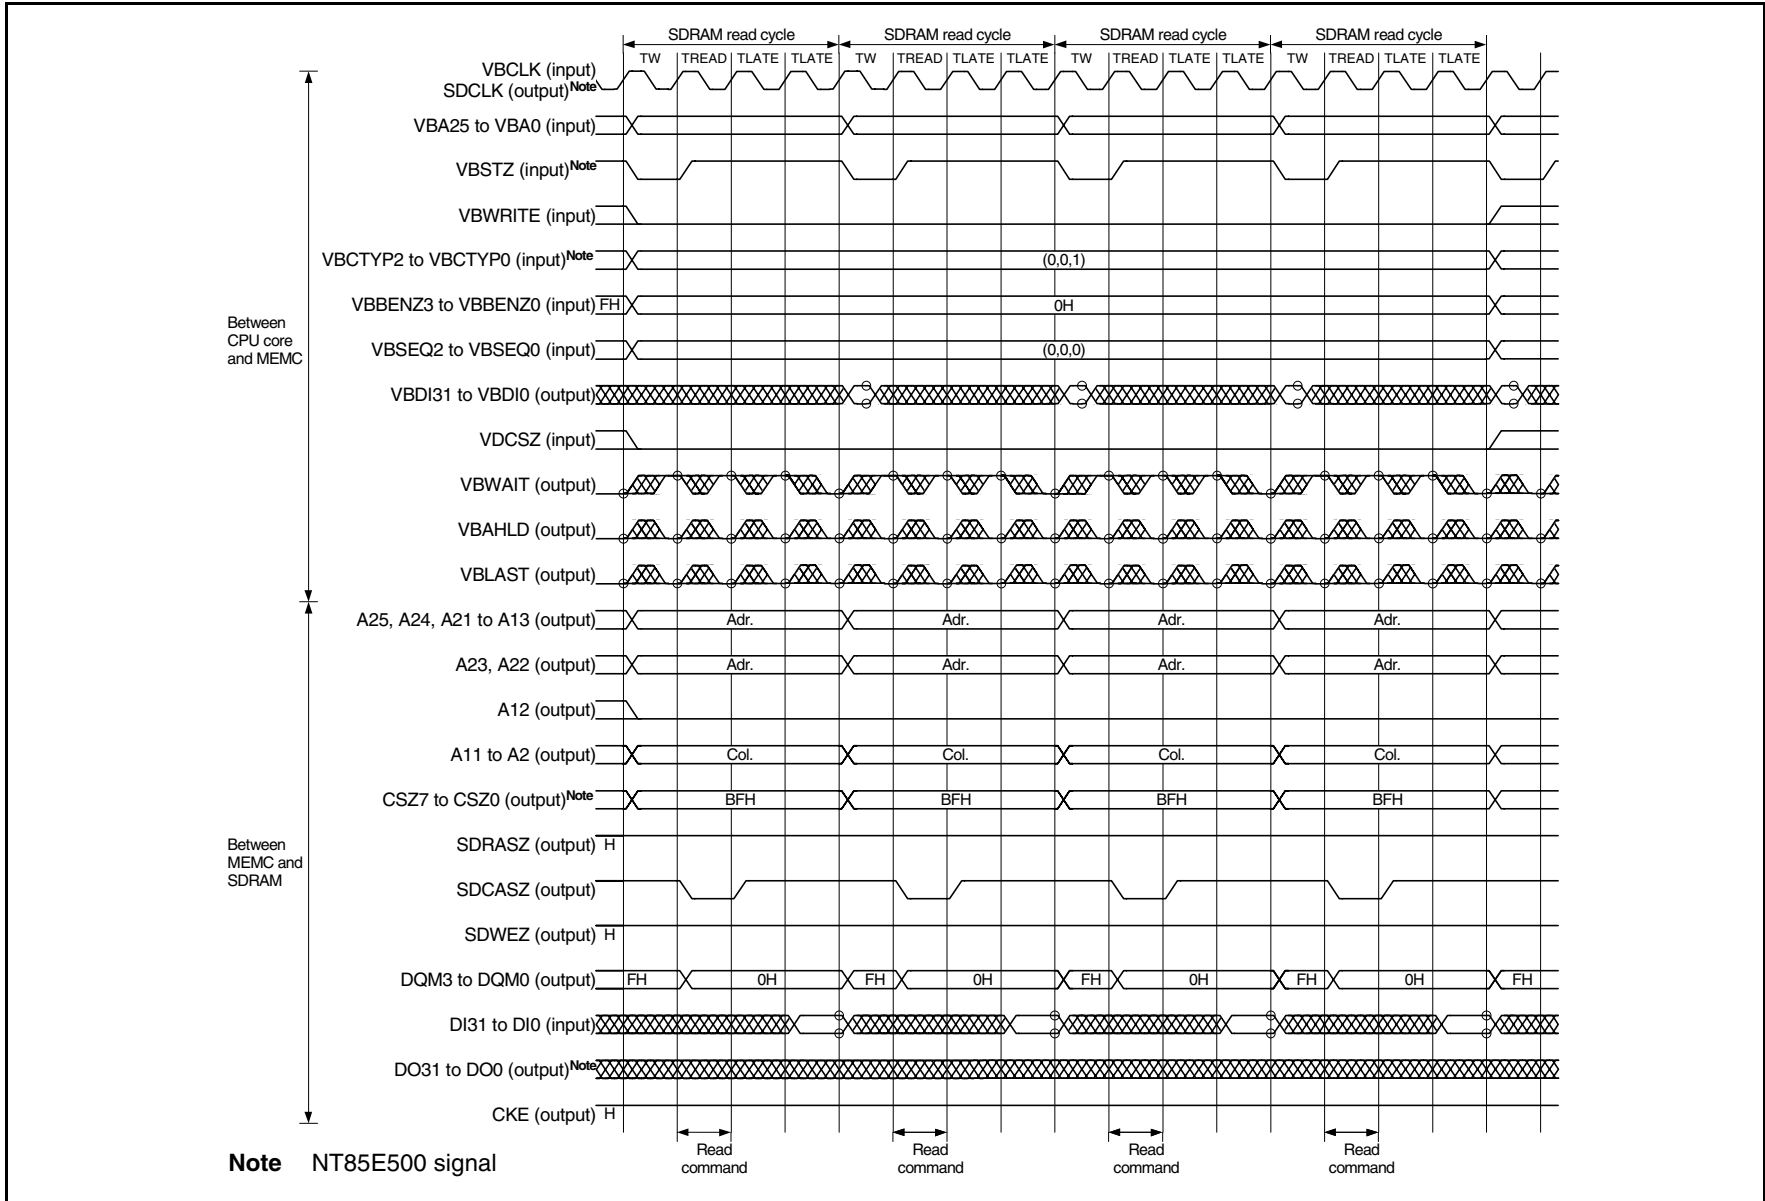 SDRAM read cycle SDRAM read cycle SDRAM read cycle SDRAM read cycle
TW TREAD TLATE TLATE TW TREAD TLATE TLATE TW TREAD TLATE TLATE TW TREAD TLATE TLATE
VBCLK (input)
SDCLK (output)Note
VBA25 to VBA0 (input)
VBSTZ (input)Note
VBWRITE (input)
VBCTYP2 to VBCTYP0 (input)Note (0,0,1)
VBBENZ3 to VBBENZ0 (input) FH 0H
Between
CPU core
and MEMC
VBSEQ2 to VBSEQ0 (input) (0,0,0)
VBDI31 to VBDI0 (output)
VDCSZ (input)
VBWAIT (output)
VBAHLD (output)
VBLAST (output)
A25, A24, A21 to A13 (output) Adr. Adr. Adr. Adr.
A23, A22 (output) Adr. Adr. Adr. Adr.
A12 (output)
A11 to A2 (output) Col. Col. Col. Col.
CSZ7 to CSZ0 (output)Note BFH BFH BFH BFH
SDRASZ (output) H
Between
MEMC and
SDRAM
SDCASZ (output)
SDWEZ (output) H
DQM3 to DQM0 (output) FH 0H FH 0H FH 0H FH 0H FH
DI31 to DI0 (input)
DO31 to DO0 (output)Note
CKE (output) H
Read Read Read Read
command command command command
Note NT85E500 signal